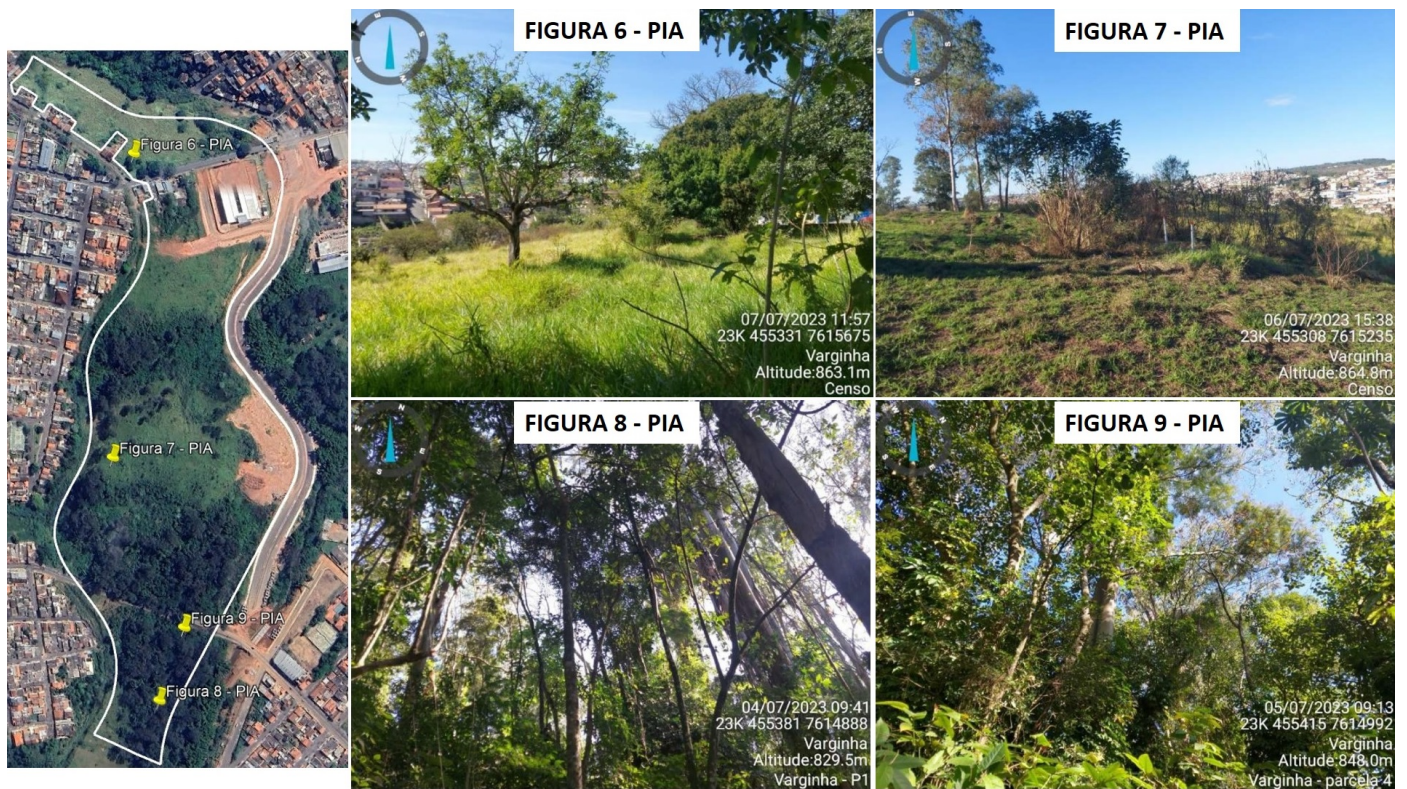 Figura 6 - PIA
Figura 7 - PIA
Figura 9 - PIA
Figura 8 - PIA
FIGURA 6 - PIA
07/07/2023 11:57
23K 455331 7615675
Varginha
Altitude:863.1m
Censo
FIGURA 7 - PIA
06/07/2023 15:38
23K 455308 7615235
Varginha
Altitude:864.8m
Censo
FIGURA 8 - PIA
04/07/2023 09:41
23K 455381 7614888
Varginha
Altitude:829.5m
Varginha - P1
FIGURA 9 - PIA
05/07/2023 09:13
23K 455415 7614992
Varginha
Altitude:848.0m
Varginha - parcela 4